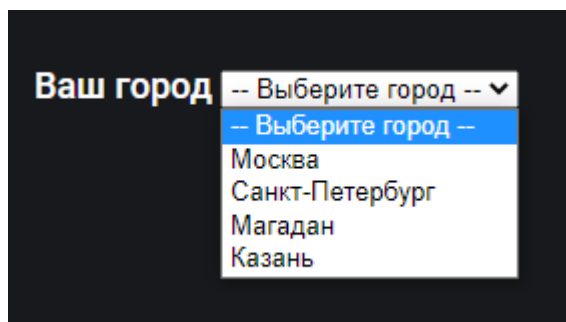 Ваш город -- Выберите город --
-- Выберите город --
Москва
Санкт-Петербург
Магадан
Казань